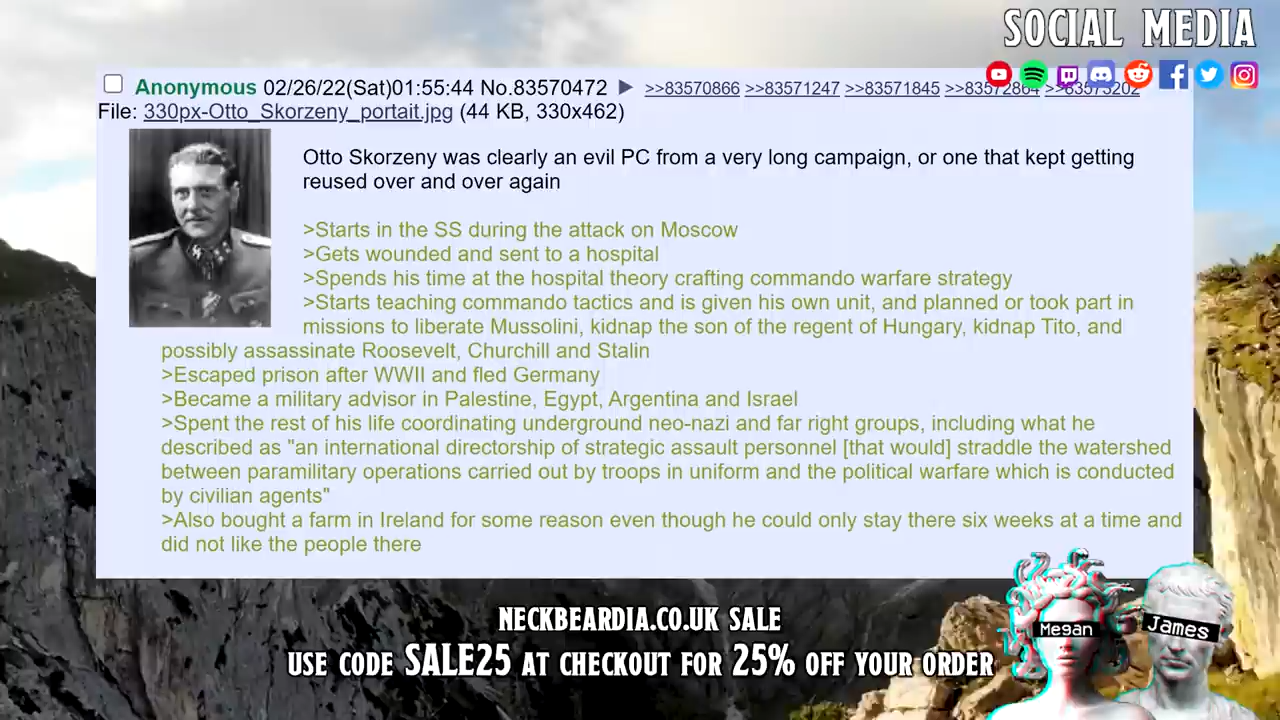 SOCIAL MEDIA
Anonymous 02/26/22(Sat)01:55:44 No.83570472 ▶ >>83570866 >>83571247 >>83571845 >>83572864 >>83573202
File: 330px-Otto_Skorzeny_portait.jpg (44 KB, 330x462)
Otto Skorzeny was clearly an evil PC from a very long campaign, or one that kept getting
reused over and over again
>Starts in the SS during the attack on Moscow
>Gets wounded and sent to a hospital
>Spends his time at the hospital theory crafting commando warfare strategy
>Starts teaching commando tactics and is given his own unit, and planned or took part in
missions to liberate Mussolini, kidnap the son of the regent of Hungary, kidnap Tito, and
possibly assassinate Roosevelt, Churchill and Stalin
>Escaped prison after WWII and fled Germany
>Became a military advisor in Palestine, Egypt, Argentina and Israel
>Spent the rest of his life coordinating underground neo-nazi and far right groups, including what he
described as "an international directorship of strategic assault personnel [that would] straddle the watershed
between paramilitary operations carried out by troops in uniform and the political warfare which is conducted
by civilian agents"
>Also bought a farm in Ireland for some reason even though he could only stay there six weeks at a time and
did not like the people there
NECKBEARDIA.CO.UK SALE
USE CODE SALE25 AT CHECKOUT FOR 25% OFF YOUR ORDER
Megan
James